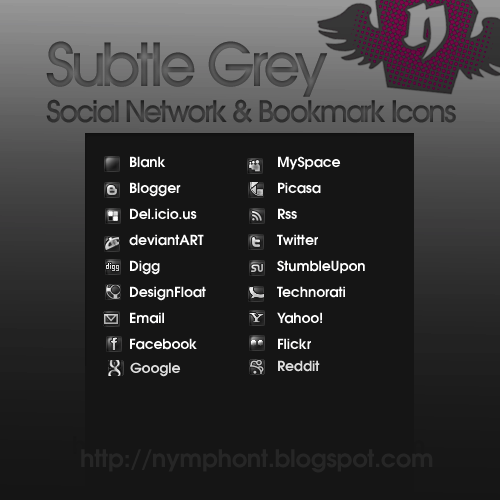 Subtle Grey
Social Network & Bookmark Icons
Blank
Blogger
Del.icio.us
deviantART
Digg
DesignFloat
Email
Facebook
Google
MySpace
Picasa
Rss
Twitter
StumbleUpon
Technorati
Yahoo!
Flickr
Reddit
http://nymphont.blogspot.com